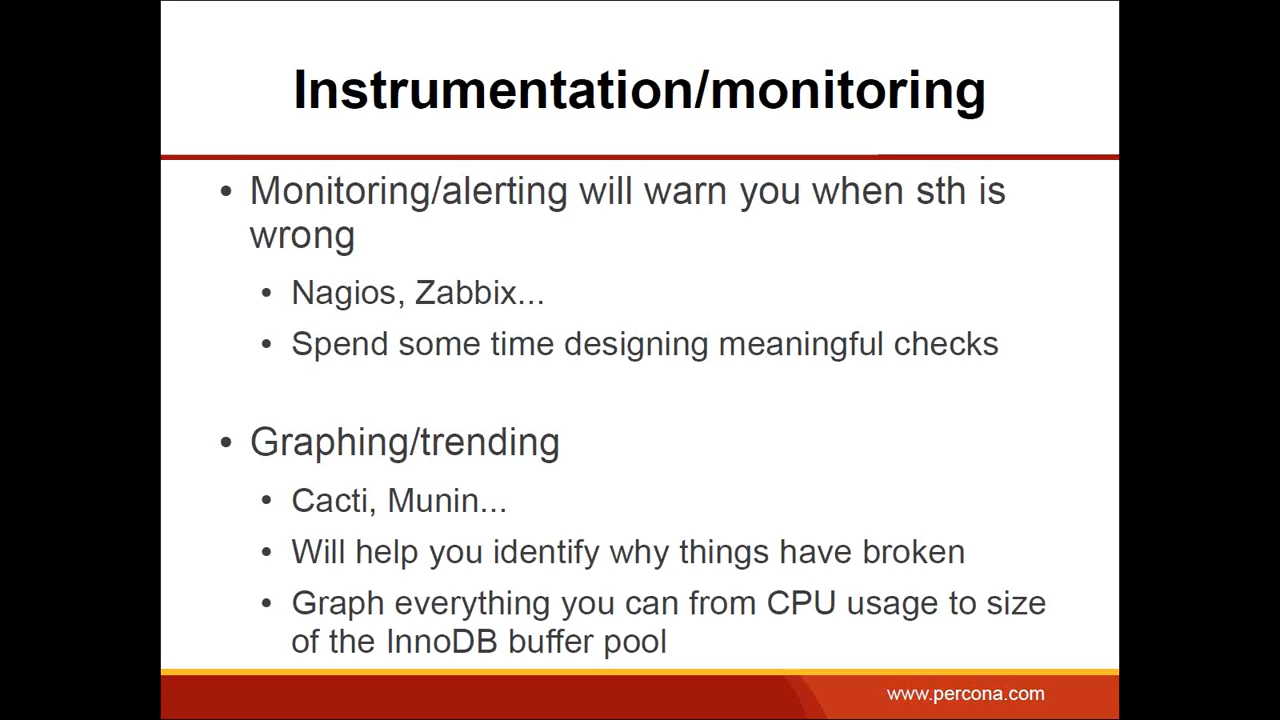 Instrumentation/monitoring
• Monitoring/alerting will warn you when sth is
wrong
• Nagios, Zabbix...
• Spend some time designing meaningful checks
• Graphing/trending
• Cacti, Munin...
• Will help you identify why things have broken
• Graph everything you can from CPU usage to size
of the InnoDB buffer pool
www.percona.com